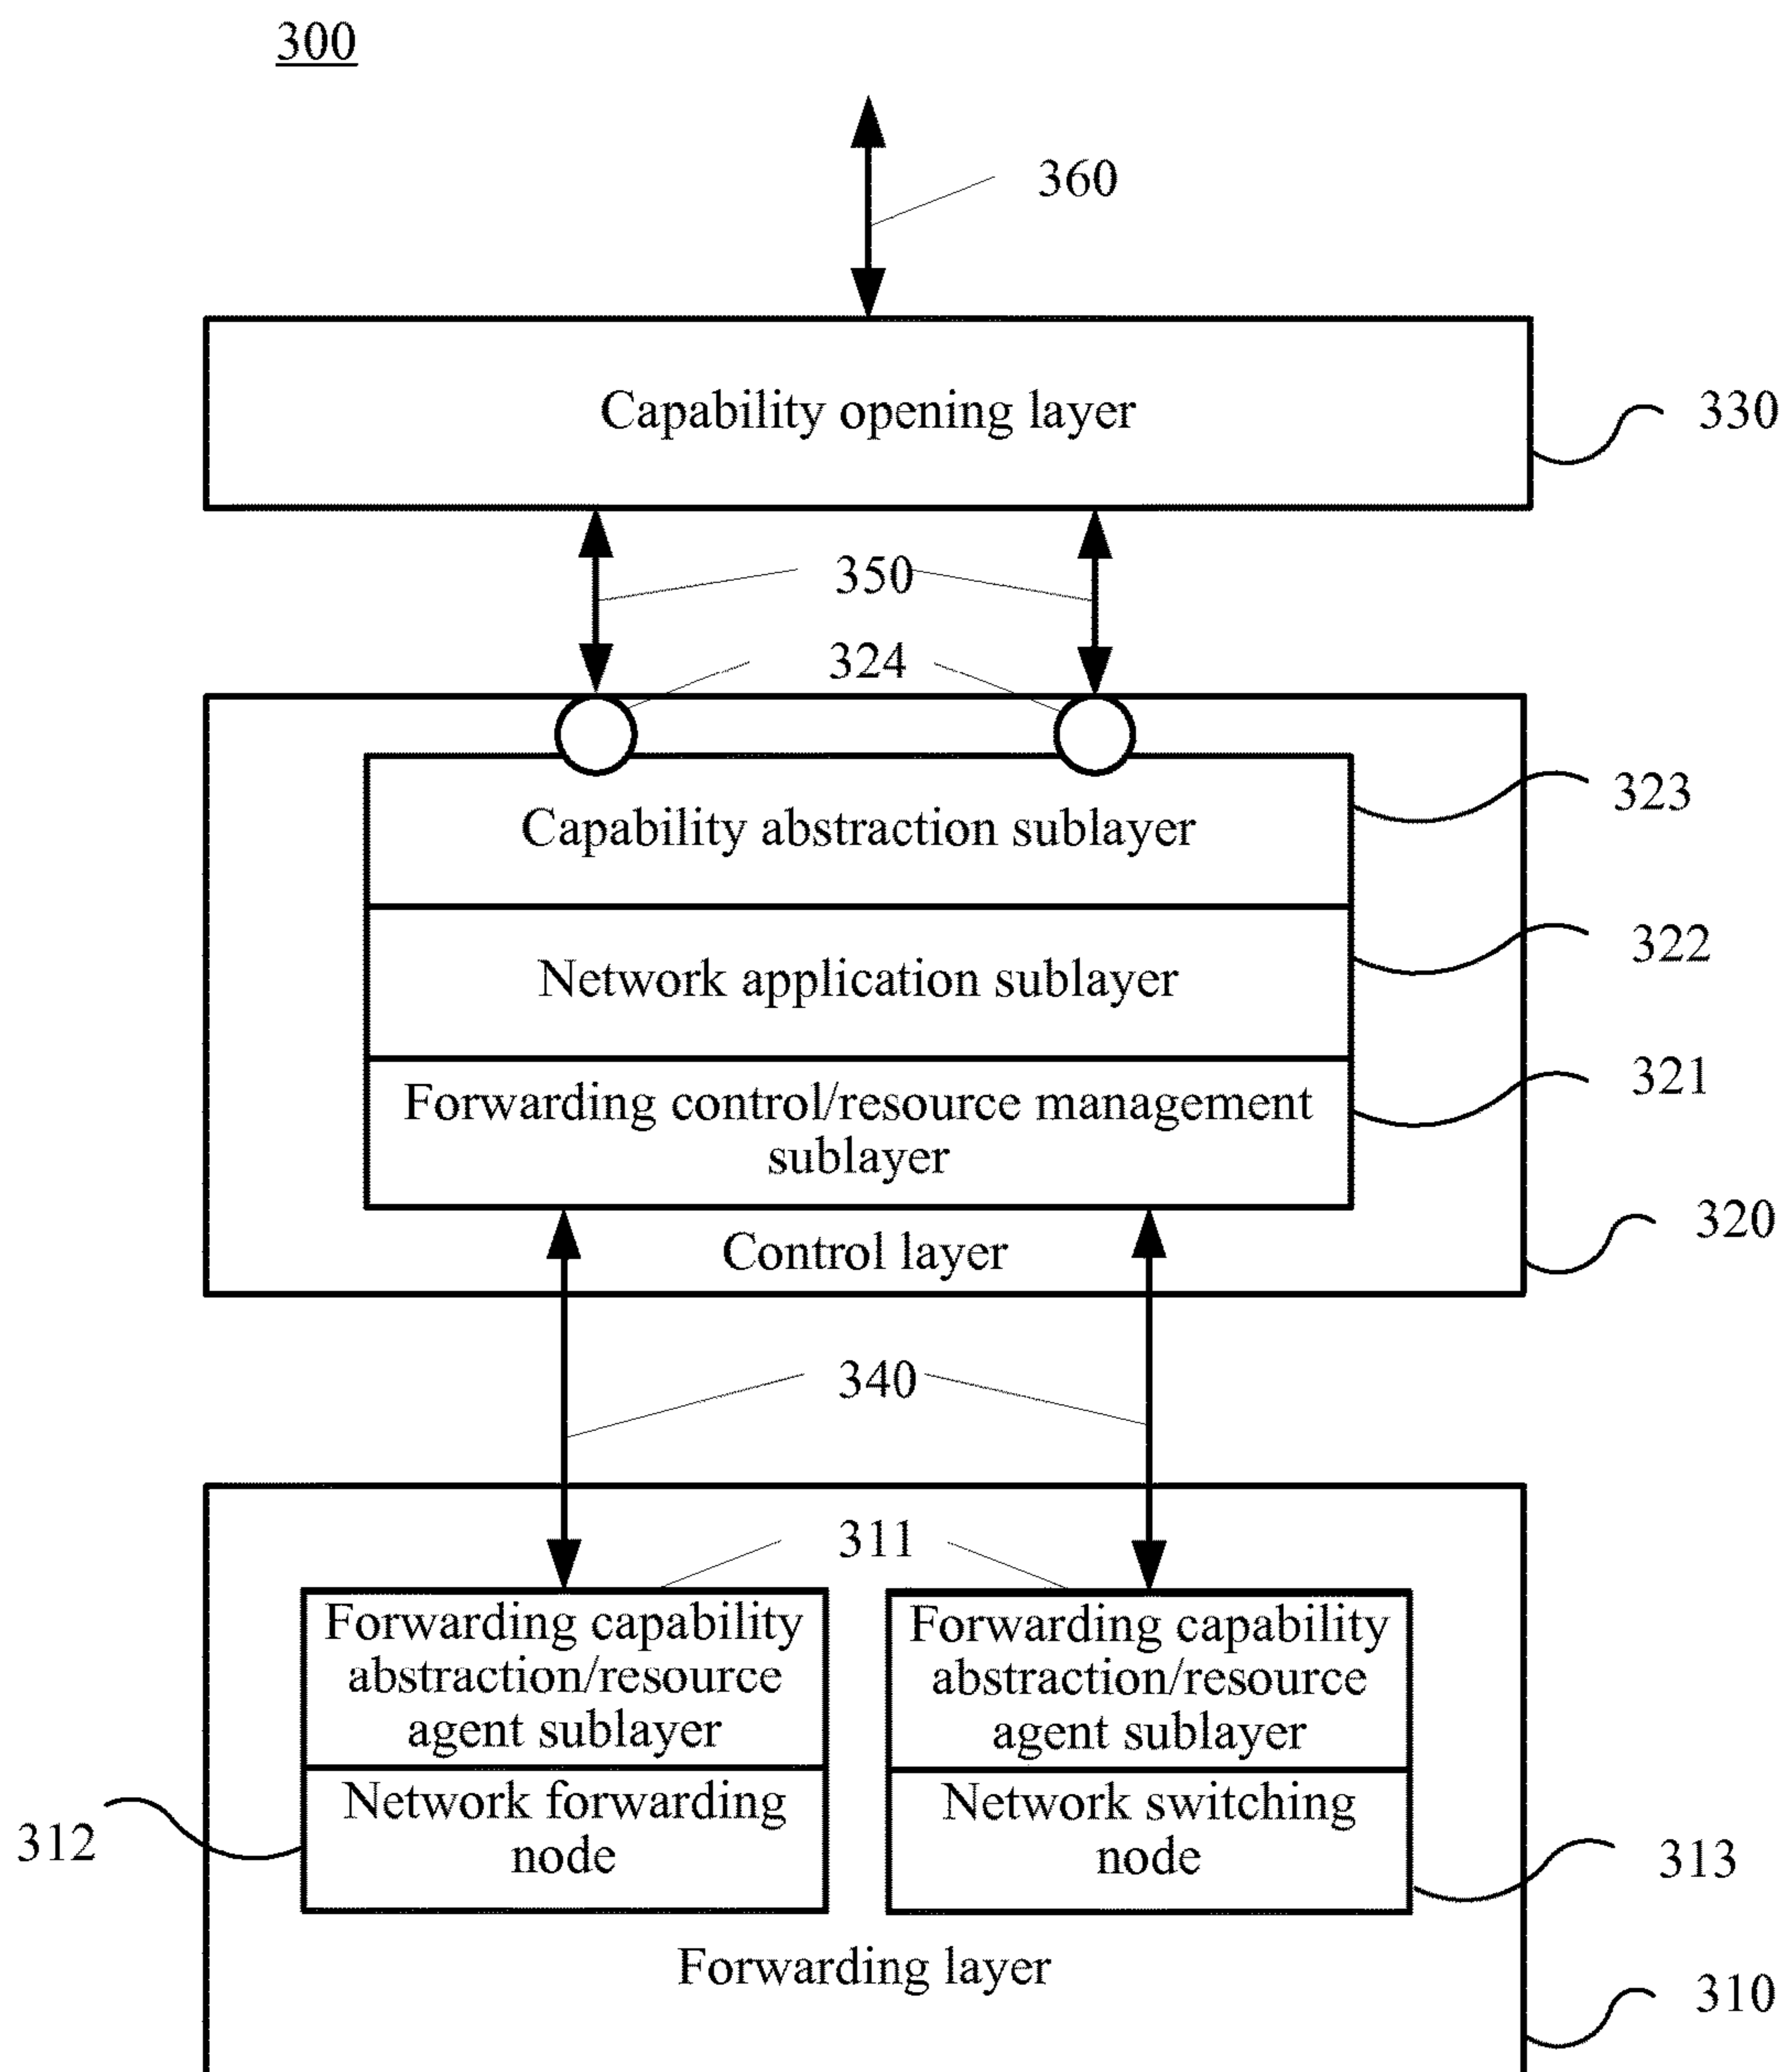 300
360
Capability opening layer
330
350
324
Capability abstraction sublayer
323
Network application sublayer
322
Forwarding control/resource management
sublayer
321
Control layer
320
340
311
Forwarding capability
abstraction/resource
agent sublayer
Network forwarding
node
312
Forwarding capability
abstraction/resource
agent sublayer
Network switching
node
313
Forwarding layer
310